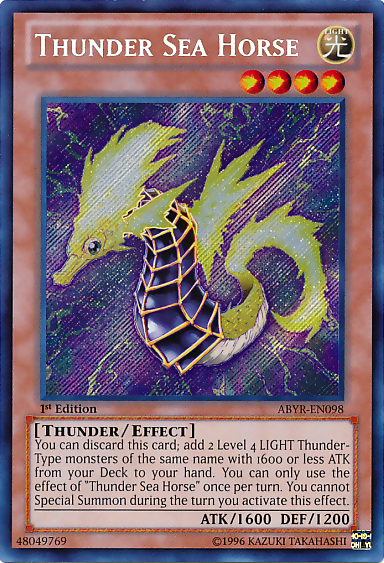 THUNDER SEA HORSE
LIGHT
光
1st Edition
ABYR-EN098
[THUNDER/EFFECT]
You can discard this card; add 2 Level 4 LIGHT Thunder-
Type monsters of the same name with 1600 or less ATK
from your Deck to your hand. You can only use the
effect of "Thunder Sea Horse" once per turn. You cannot
Special Summon during the turn you activate this effect.
ATK/1600 DEF/1200
48049769
©1996 KAZUKI TAKAHASHI